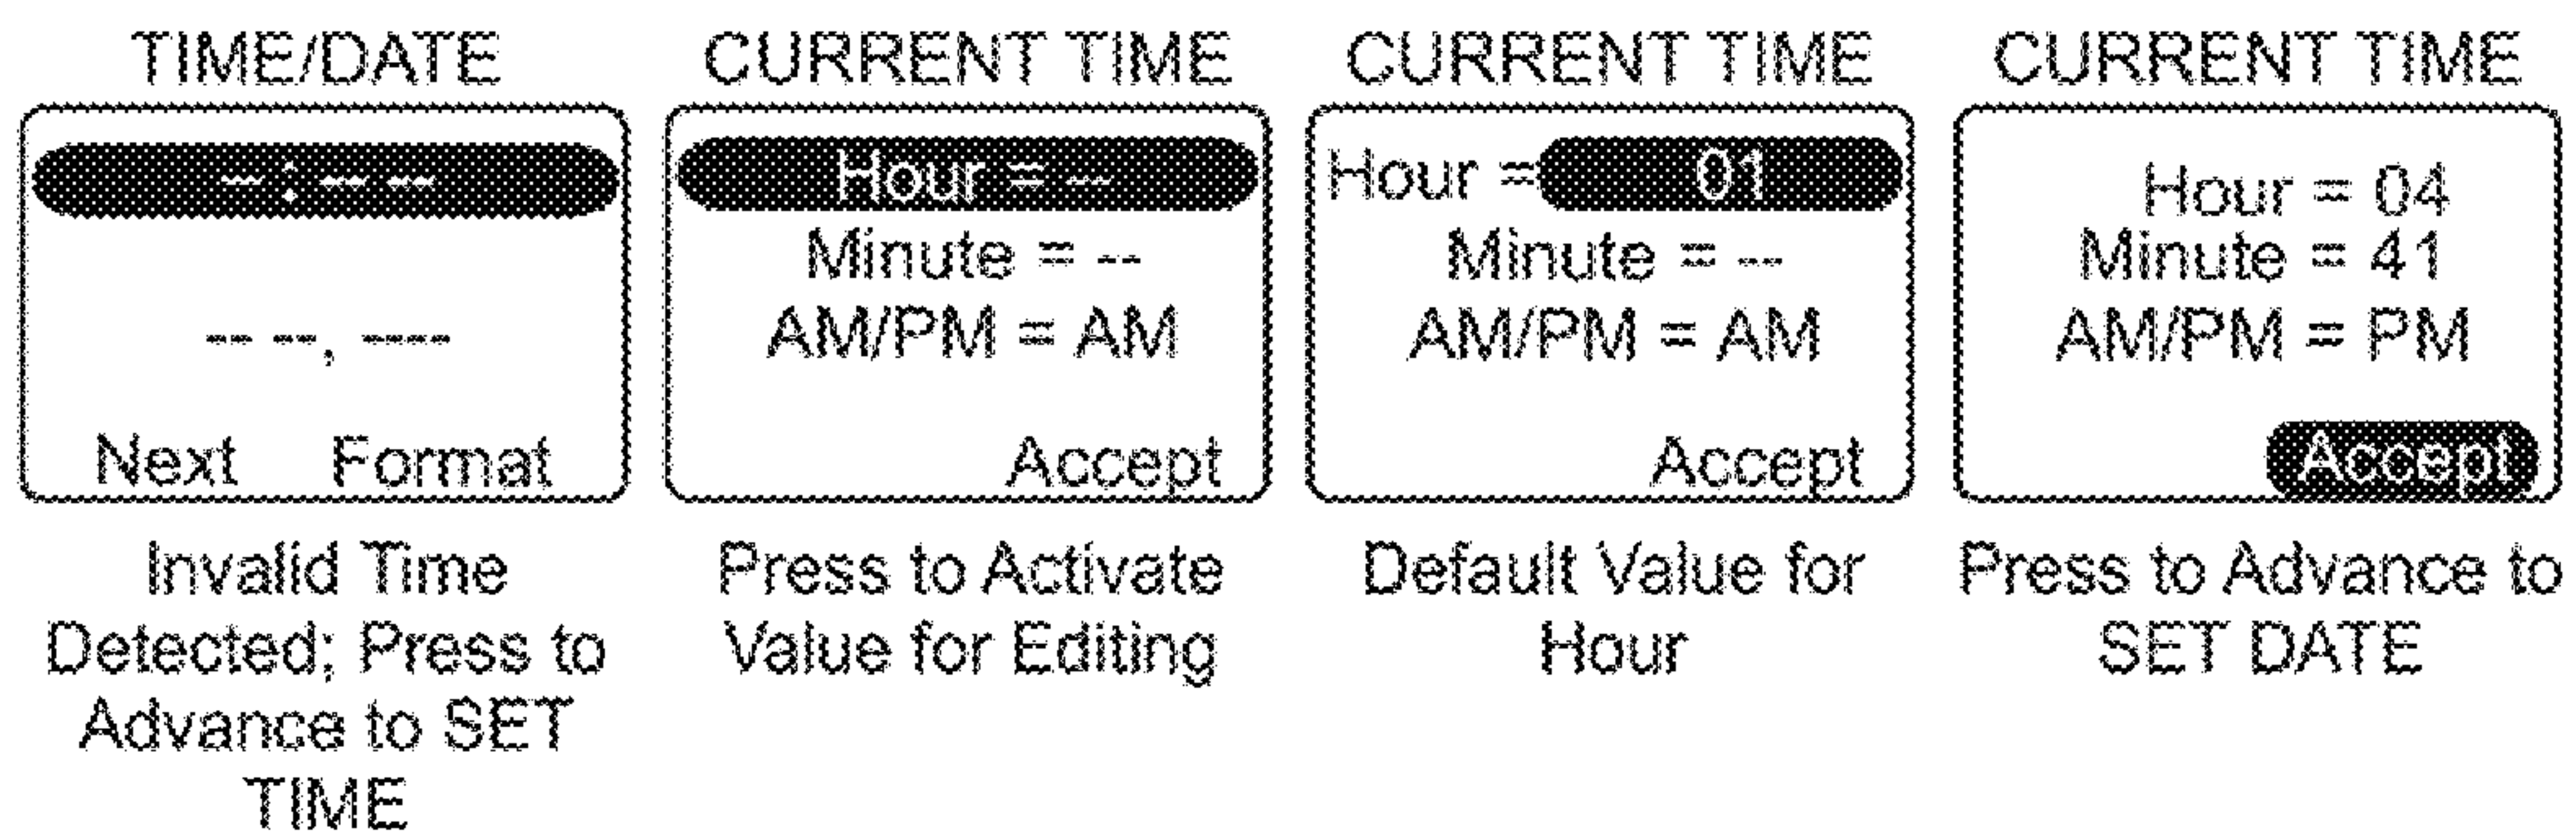 TIME/DATE
-- : -- --
-- --, ----
Next Format
Invalid Time
Detected; Press to
Advance to SET
TIME
CURRENT TIME
Hour = --
Minute = --
AM/PM = AM
Accept
Press to Activate
Value for Editing
CURRENT TIME
Hour = 01
Minute = --
AM/PM = AM
Accept
Default Value for
Hour
CURRENT TIME
Hour = 04
Minute = 41
AM/PM = PM
Accept
Press to Advance to
SET DATE